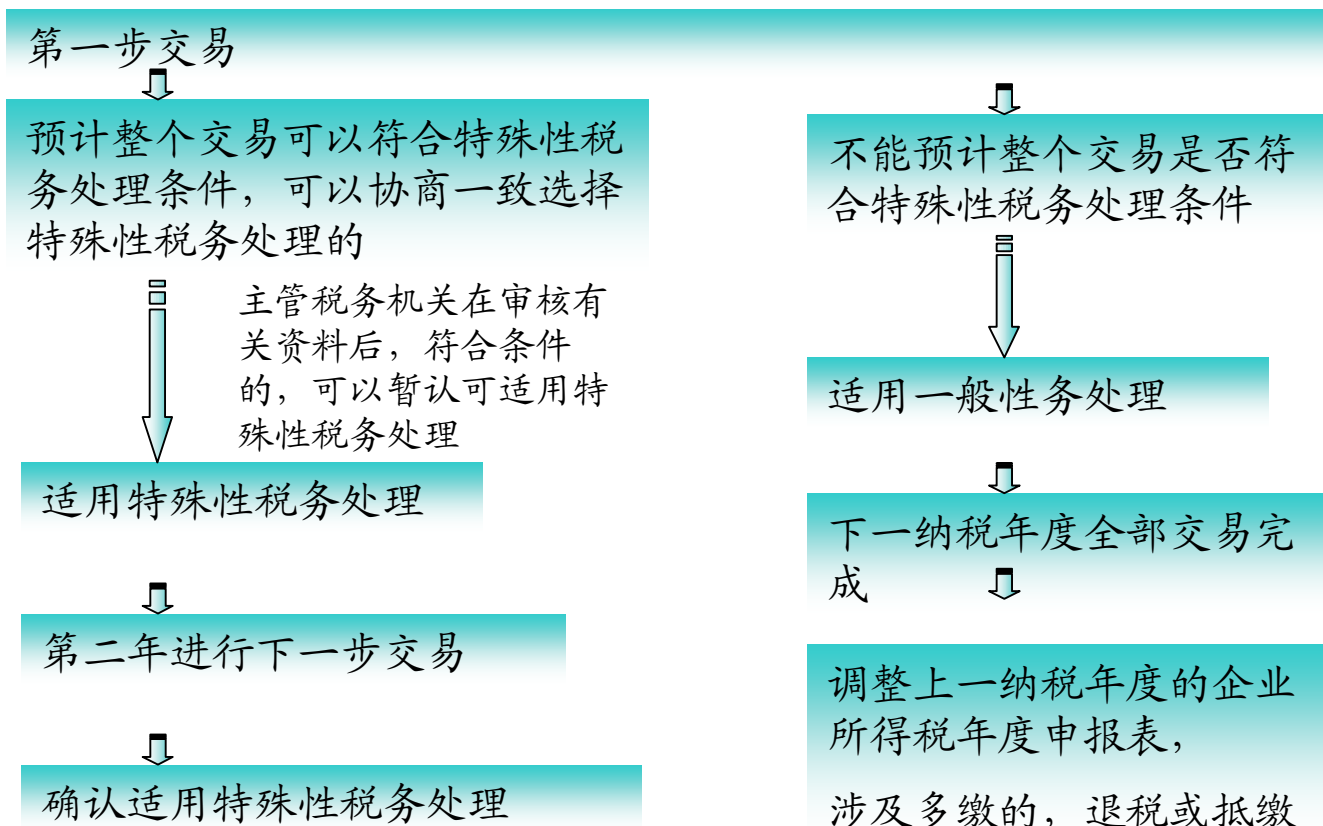 第一步交易
预计整个交易可以符合特殊性税
务处理条件，可以协商一致选择
特殊性税务处理的
主管税务机关在审核有
关资料后，符合条件
的，可以暂认可适用特
殊性税务处理
适用特殊性税务处理
第二年进行下一步交易
确认适用特殊性税务处理
不能预计整个交易是否符
合特殊性税务处理条件
适用一般性务处理
下一纳税年度全部交易完
成
调整上一纳税年度的企业
所得税年度申报表，
涉及多缴的，退税或抵缴